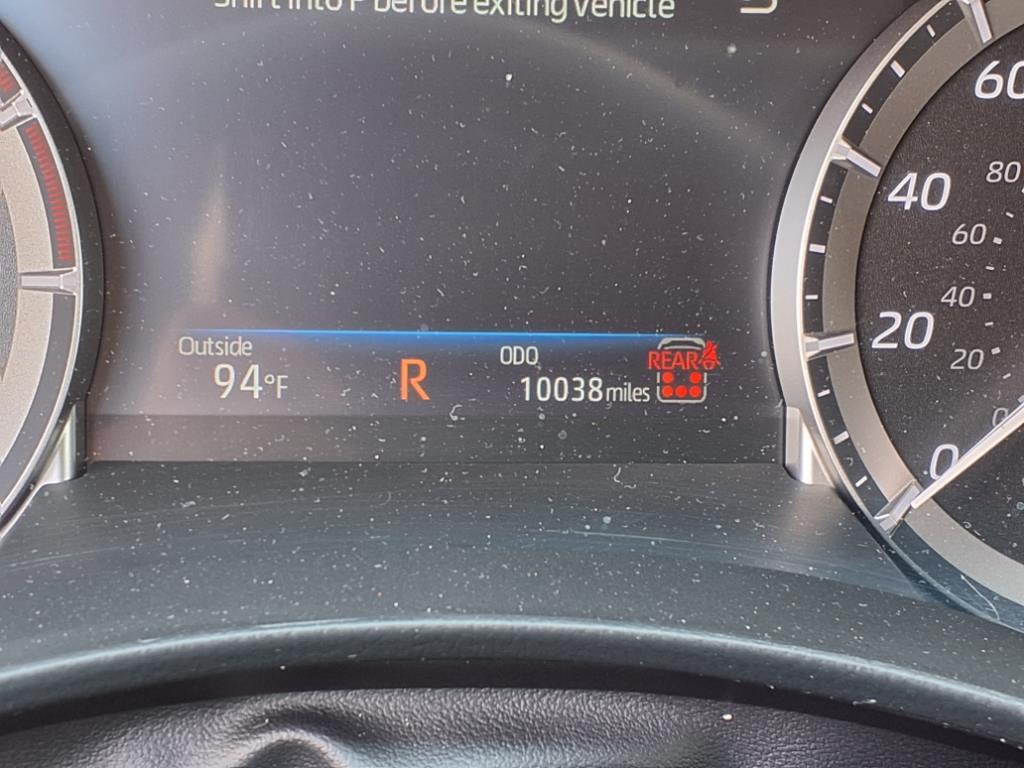 Shift into P before exiting vehicle
60
40
80
60
40
20
20
0
0
Outside
94°F
R
ODO
10038 miles
REAR